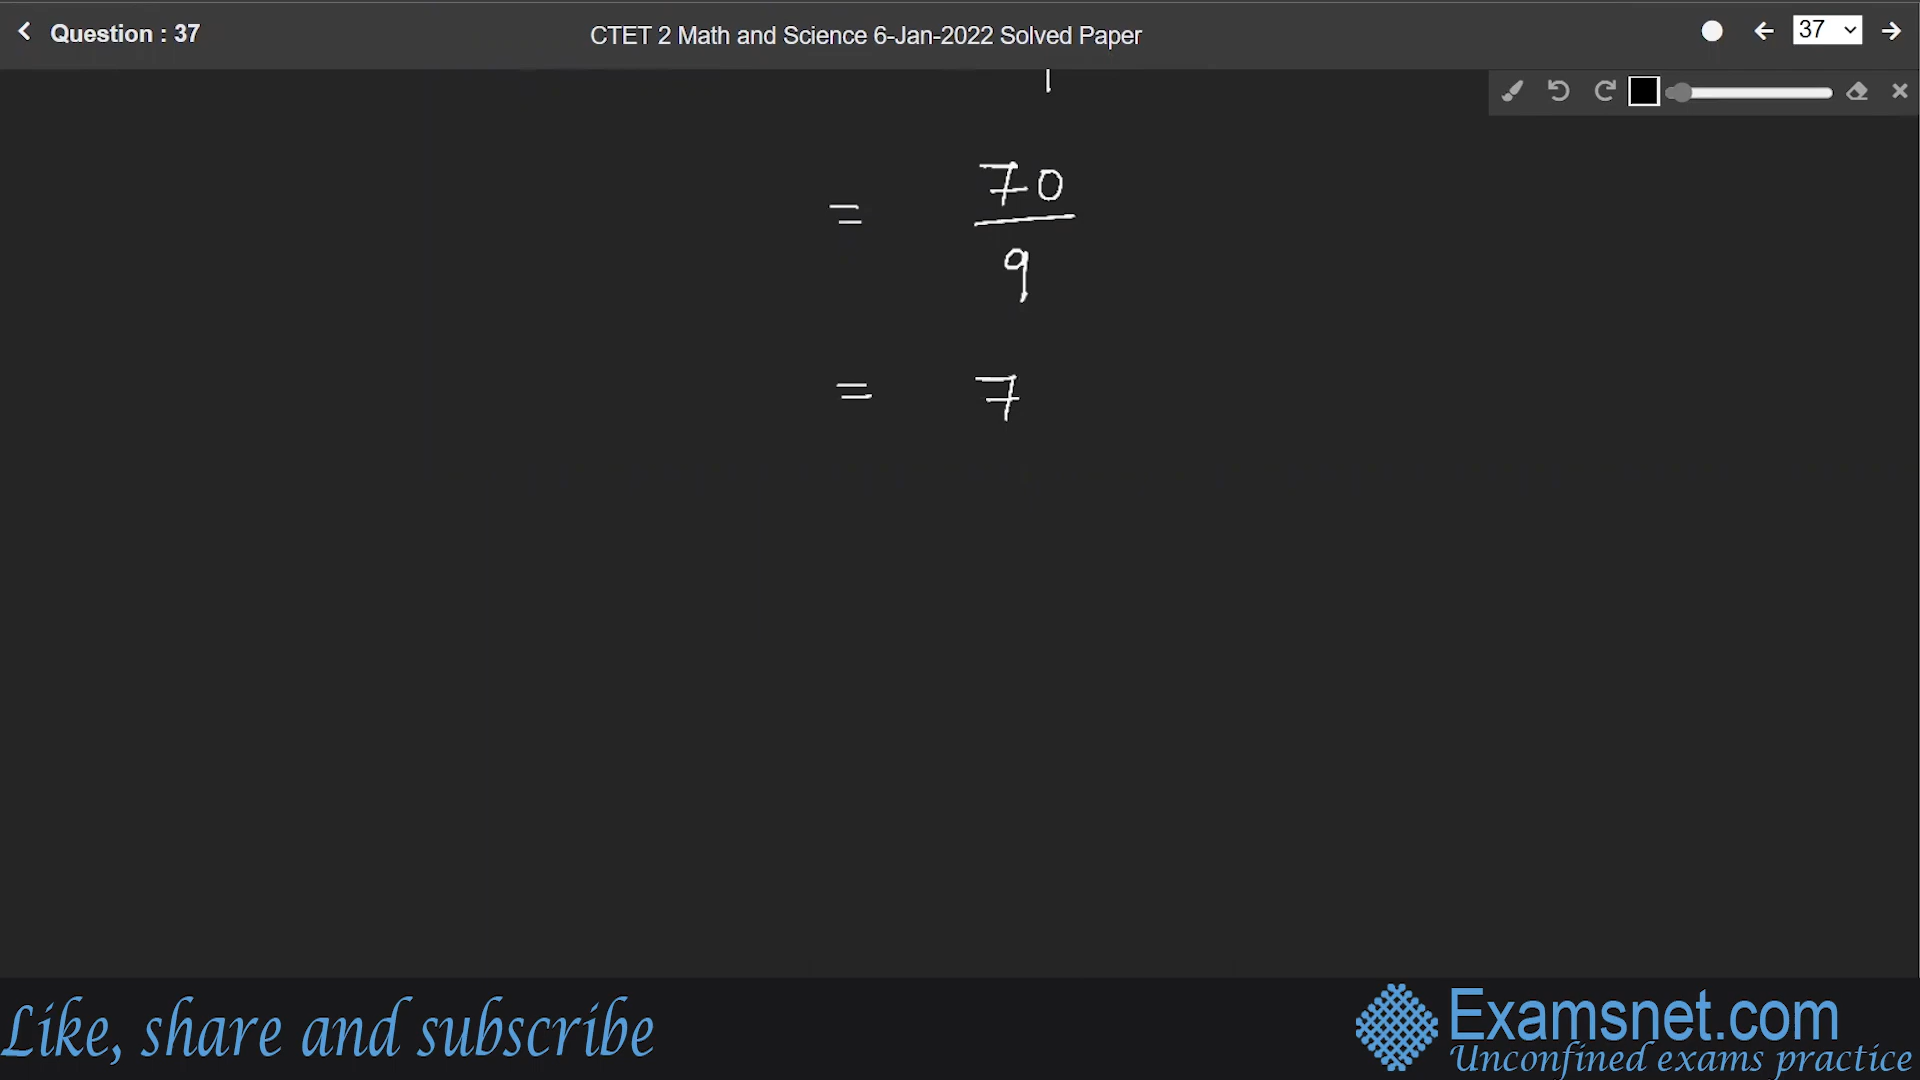 Question : 37
CTET 2 Math and Science 6-Jan-2022 Solved Paper
37
= 70
9
= 7
Like, share and subscribe
Examsnet.com
Unconfined exams practice